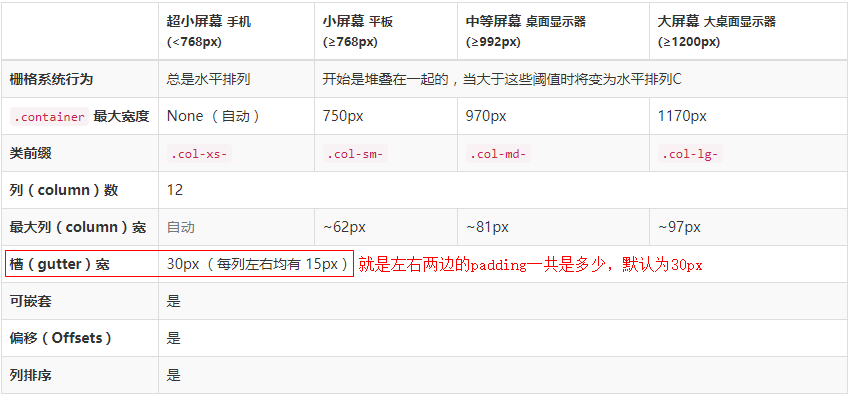 超小屏幕 手机 (<768px) 小屏幕 平板 (≥768px) 中等屏幕 桌面显示器 (≥992px) 大屏幕 大桌面显示器 (≥1200px)
栅格系统行为 总是水平排列 开始是堆叠在一起的，当大于这些阈值时将变为水平排列C
.container 最大宽度 None （自动） 750px 970px 1170px
类前缀 .col-xs- .col-sm- .col-md- .col-lg-
列（column）数 12
最大列（column）宽 自动 ~62px ~81px ~97px
槽（gutter）宽 30px （每列左右均有 15px） 就是左右两边的padding一共是多少，默认为30px
可嵌套 是
偏移（Offsets） 是
列排序 是